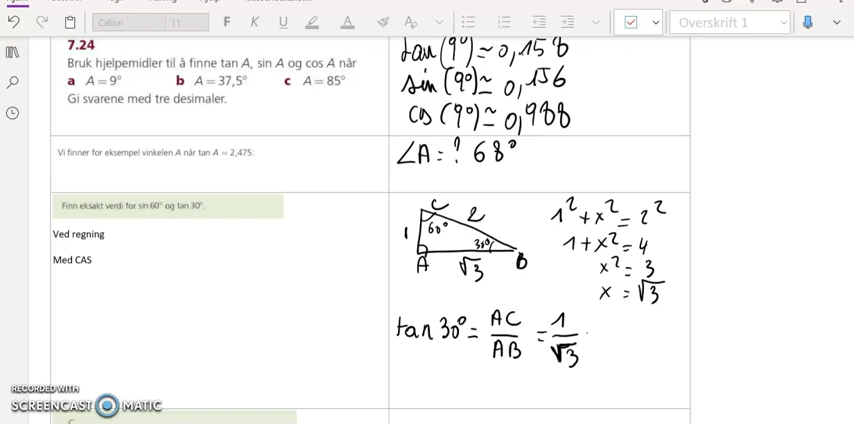 Calibri 11 F K U A A Overskrift 1
7.24
Bruk hjelpemidler til å finne tan A, sin A og cos A når
a A = 9° b A = 37,5° c A = 85°
Gi svarene med tre desimaler.
tan (9°) ≈ 0,158
sin (9°) ≈ 0,156
cos (9°) ≈ 0,988
Vi finner for eksempel vinkelen A når tan A = 2,475:
∠A = ? 68°
Finn eksakt verdi for sin 60° og tan 30°.
Ved regning
Med CAS
C 2
1 60° 30°
A √3 B
1² + x² = 2²
1 + x² = 4
x² = 3
x = √3
tan 30° = AC/AB = 1/√3
RECORDED WITH
SCREENCAST MATIC